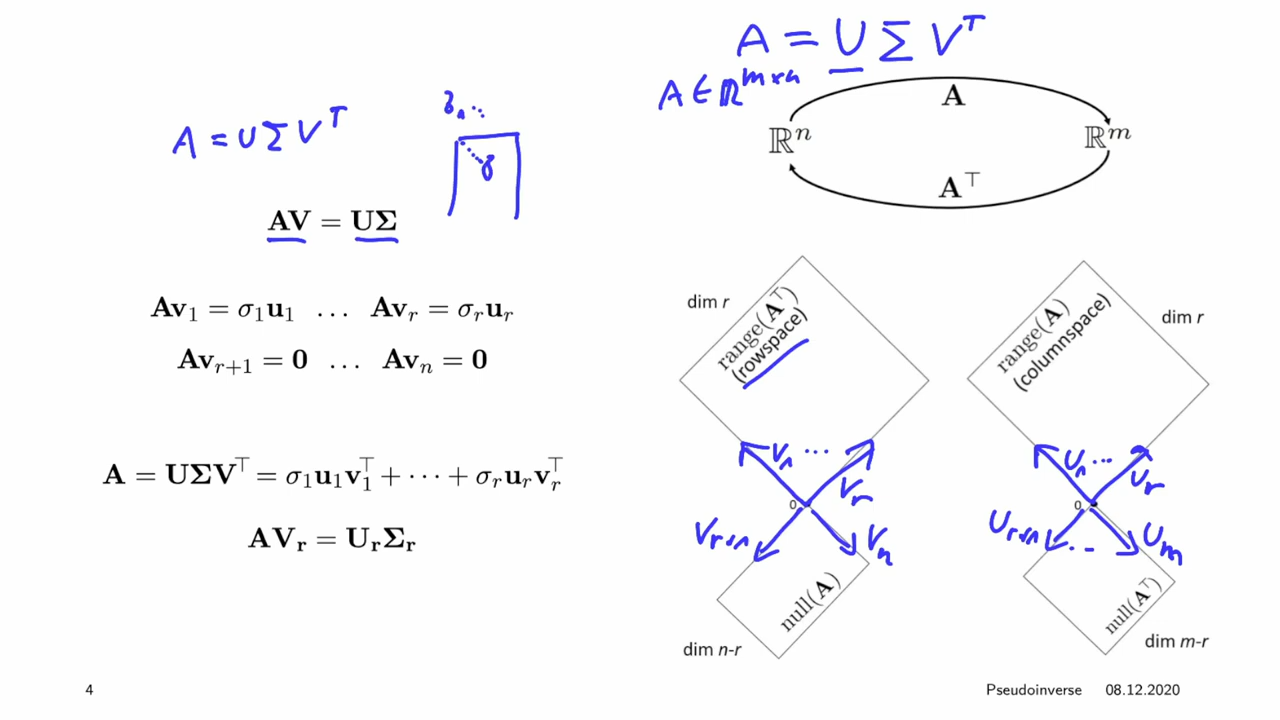 A = U Σ V^T
A ∈ ℝ^{m×n}
A
ℝ^n
ℝ^m
A^⊤
A = U Σ V^T
AV = UΣ
Av_1 = σ_1u_1 … Av_r = σ_ru_r
Av_{r+1} = 0 … Av_n = 0
A = UΣV^⊤ = σ_1u_1v_1^⊤ + ⋯ + σ_ru_rv_r^⊤
AV_r = U_rΣ_r
dim r
range(A^⊤)
(rowspace)
V_1 … V_r
0
V_{r+1}
V_n
null(A)
dim n-r
range(A)
(columnspace)
dim r
U_1 … U_r
0
U_{r+1} … U_m
null(A^⊤)
dim m-r
4
Pseudoinverse 08.12.2020